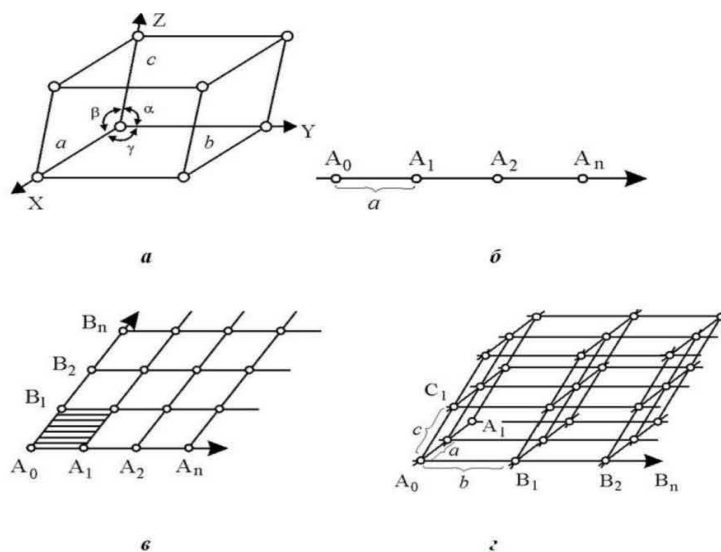 Z
c
β α
a b Y
γ
X
A0 A1 A2 An
a
а б
Bn
B2
B1
A0 A1 A2 An
C1
c A1
a
A0 b B1 B2 Bn
в г